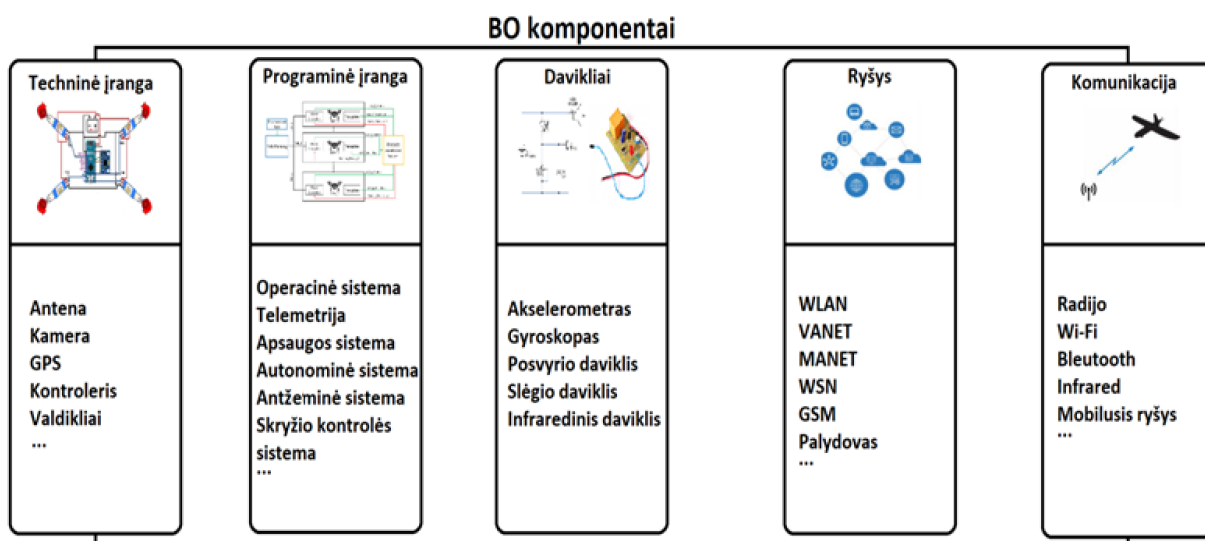 BO komponentai
Techninė įranga
Antena
Kamera
GPS
Kontroleris
Valdikliai
...
Programinė įranga
Operacinė sistema
Telemetrija
Apsaugos sistema
Autonominė sistema
Antžeminė sistema
Skryžio kontrolės
sistema
...
Davikliai
Akselerometras
Gyroskopas
Posvyrio daviklis
Slėgio daviklis
Infraredinis daviklis
Ryšys
WLAN
VANET
MANET
WSN
GSM
Palydovas
...
Komunikacija
Radijo
Wi-Fi
Bleutooth
Infrared
Mobilusis ryšys
...